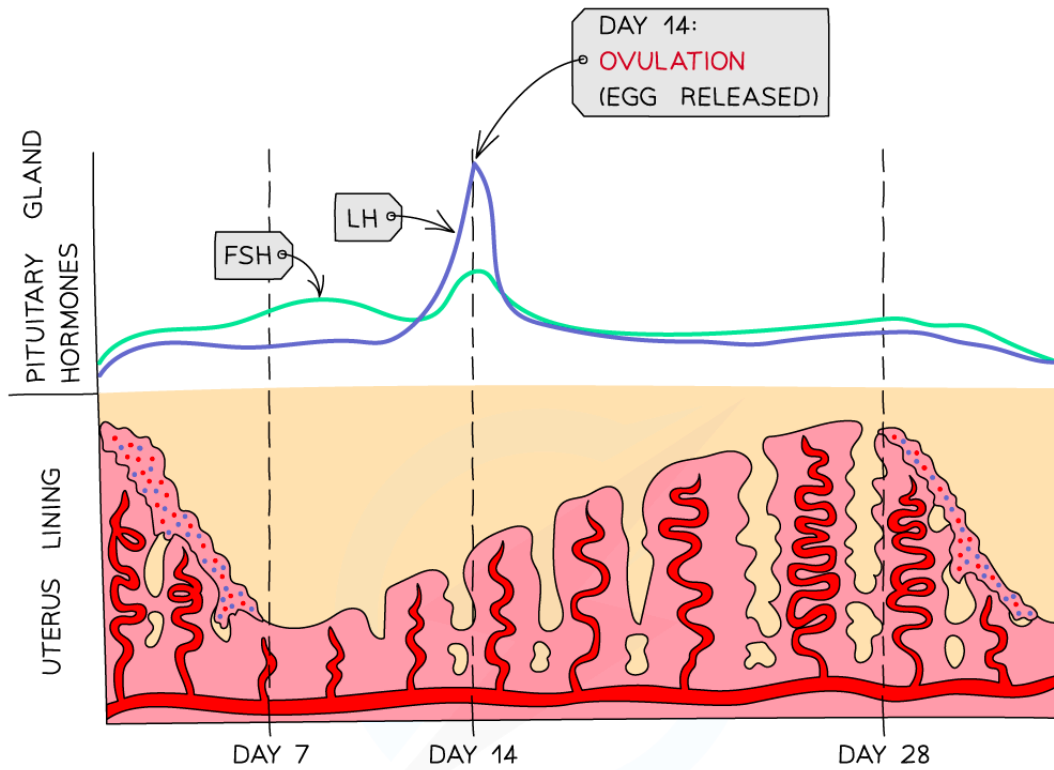 DAY 14:
OVULATION
(EGG RELEASED)
LH
FSH
PITUITARY GLAND
HORMONES
UTERUS LINING
DAY 7
DAY 14
DAY 28